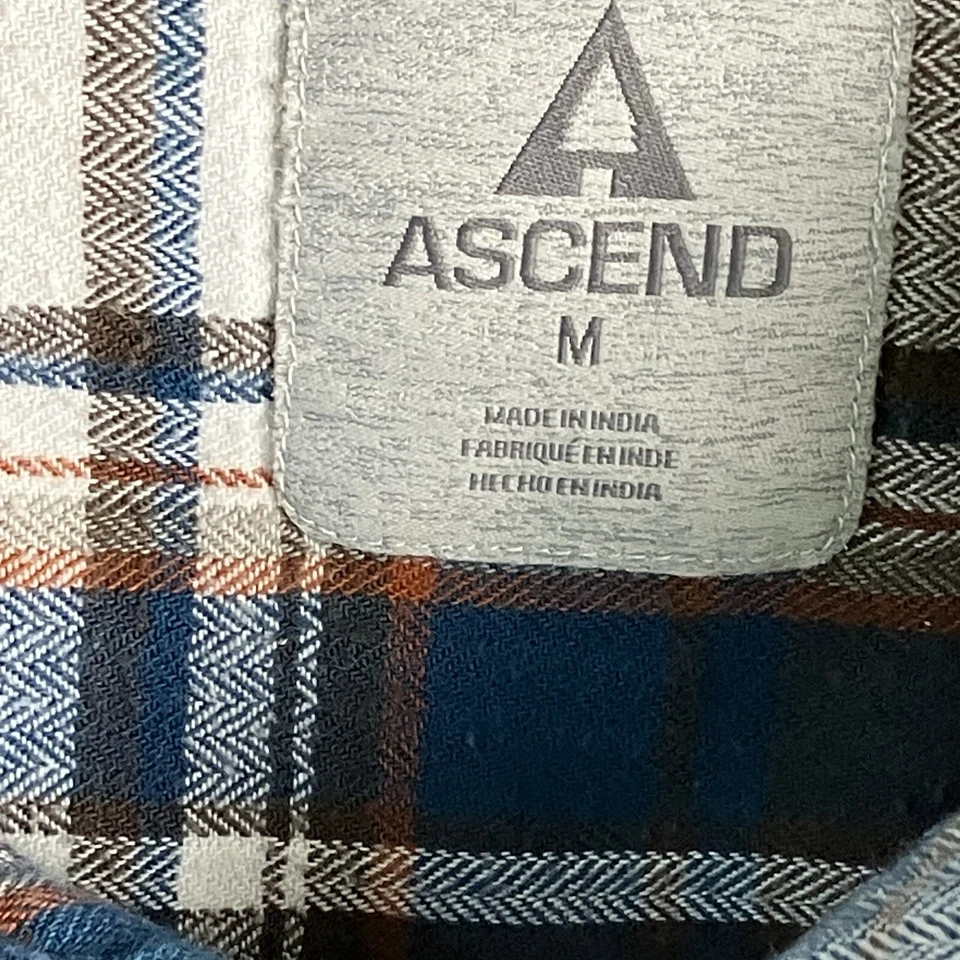 ASCEND
M
MADE IN INDIA
FABRIQUÉ EN INDE
HECHO EN INDIA